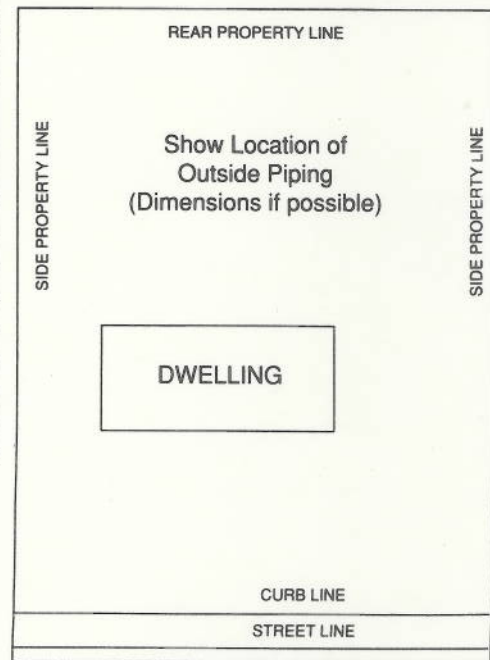 REAR PROPERTY LINE
SIDE PROPERTY LINE
Show Location of
Outside Piping
(Dimensions if possible)
SIDE PROPERTY LINE
DWELLING
CURB LINE
STREET LINE